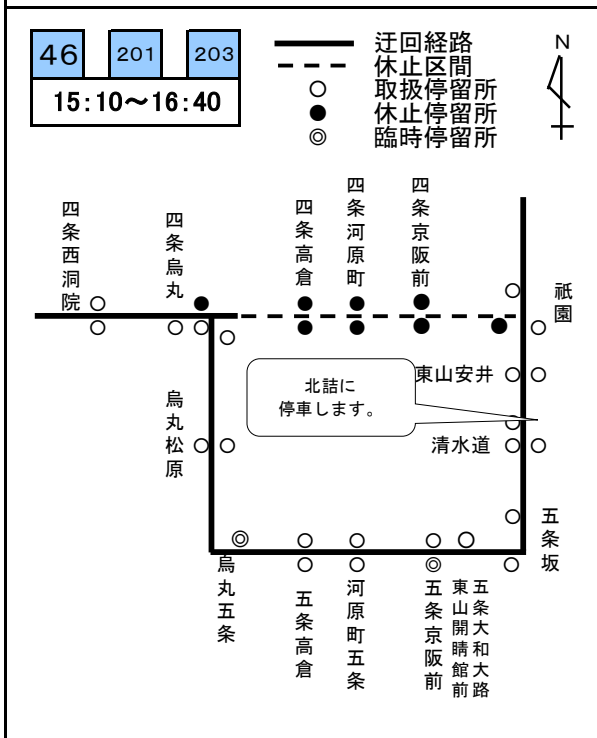 46
201
203
15:10~16:40
迂回経路
休止区間
取扱停留所
休止停留所
臨時停留所
N
四条西洞院
四条烏丸
四条高倉
四条河原町
四条京阪前
祇園
東山安井
北詰に
停車します。
烏丸松原
清水道
五条坂
烏丸五条
五条高倉
河原町五条
五条京阪前
東山開睛館前
五条大和大路